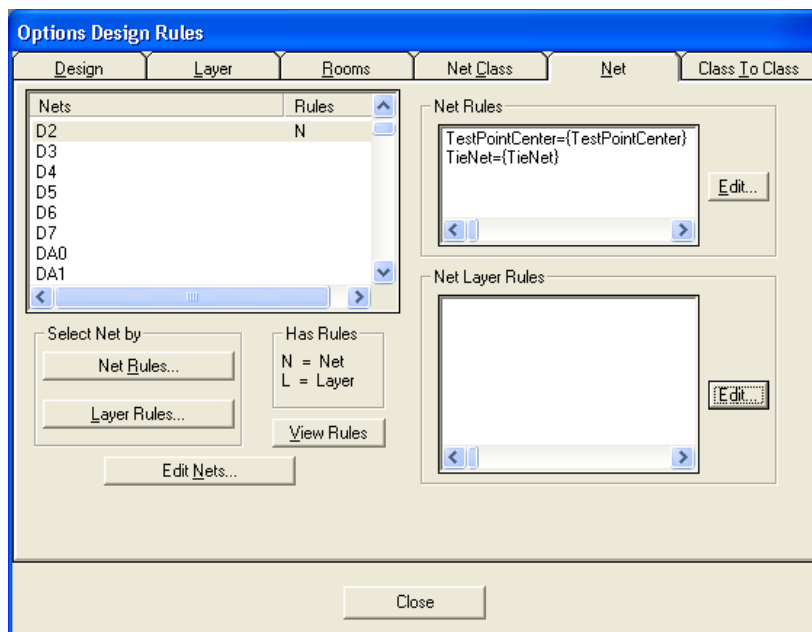 Options Design Rules
Design Layer Rooms Net Class Net Class To Class
Nets Rules
D2 N
D3
D4
D5
D6
D7
DA0
DA1
Select Net by
Net Rules...
Layer Rules...
Has Rules
N = Net
L = Layer
View Rules
Edit Nets...
Net Rules
TestPointCenter={TestPointCenter}
TieNet={TieNet}
Edit...
Net Layer Rules
Edit...
Close